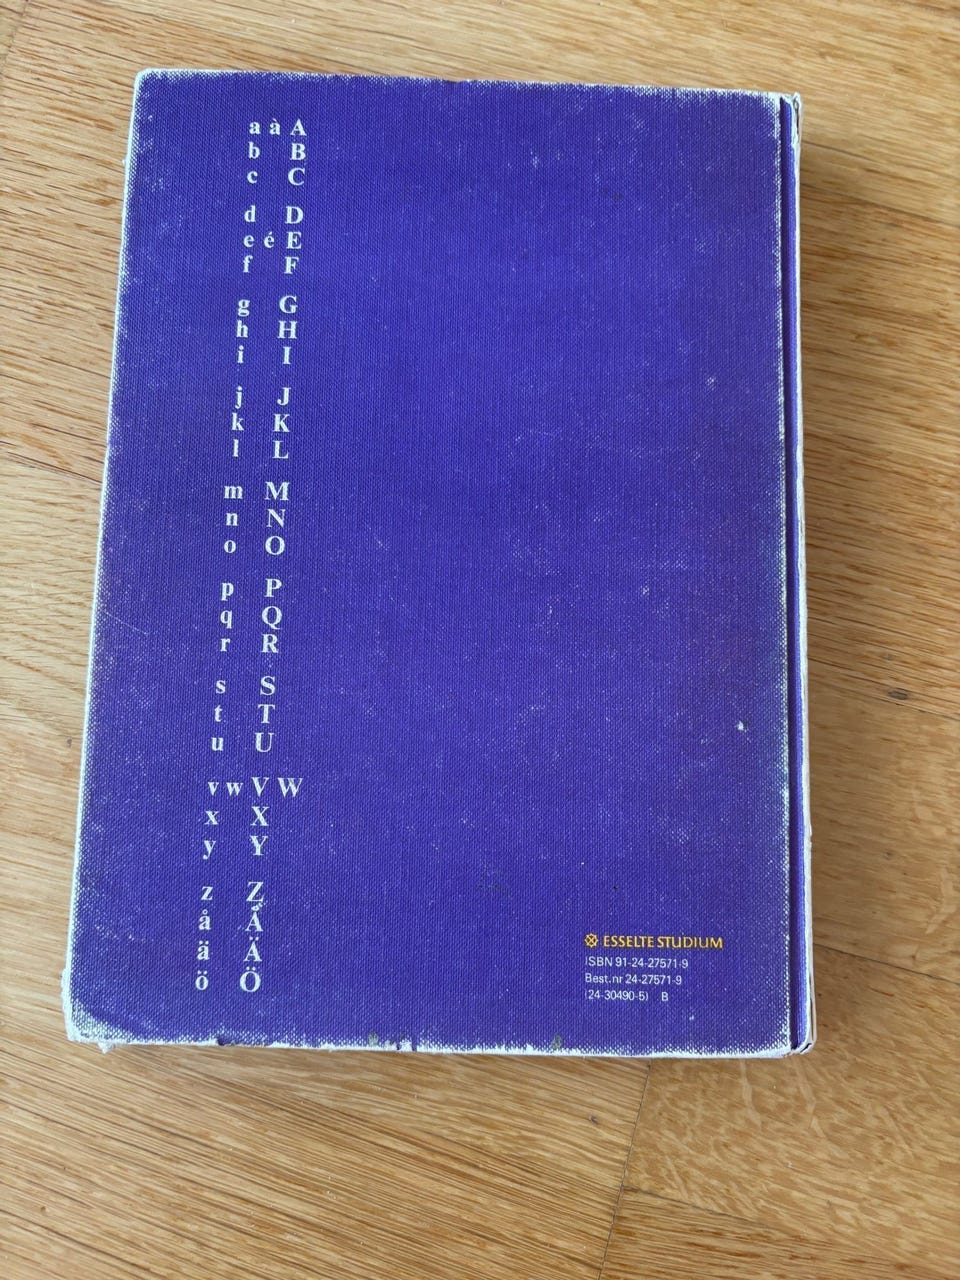 a à A
b B
c C
d D
e é E
f F
g G
h H
i I
j J
k K
l L
m M
n N
o O
p P
q Q
r R
s S
t T
u U
v w V W
x X
y Y
z Z
å Å
ä Ä
ö Ö
ESSELTE STUDIUM
ISBN 91-24-27571-9
Best.nr 24-27571-9
(24-30490-5) B